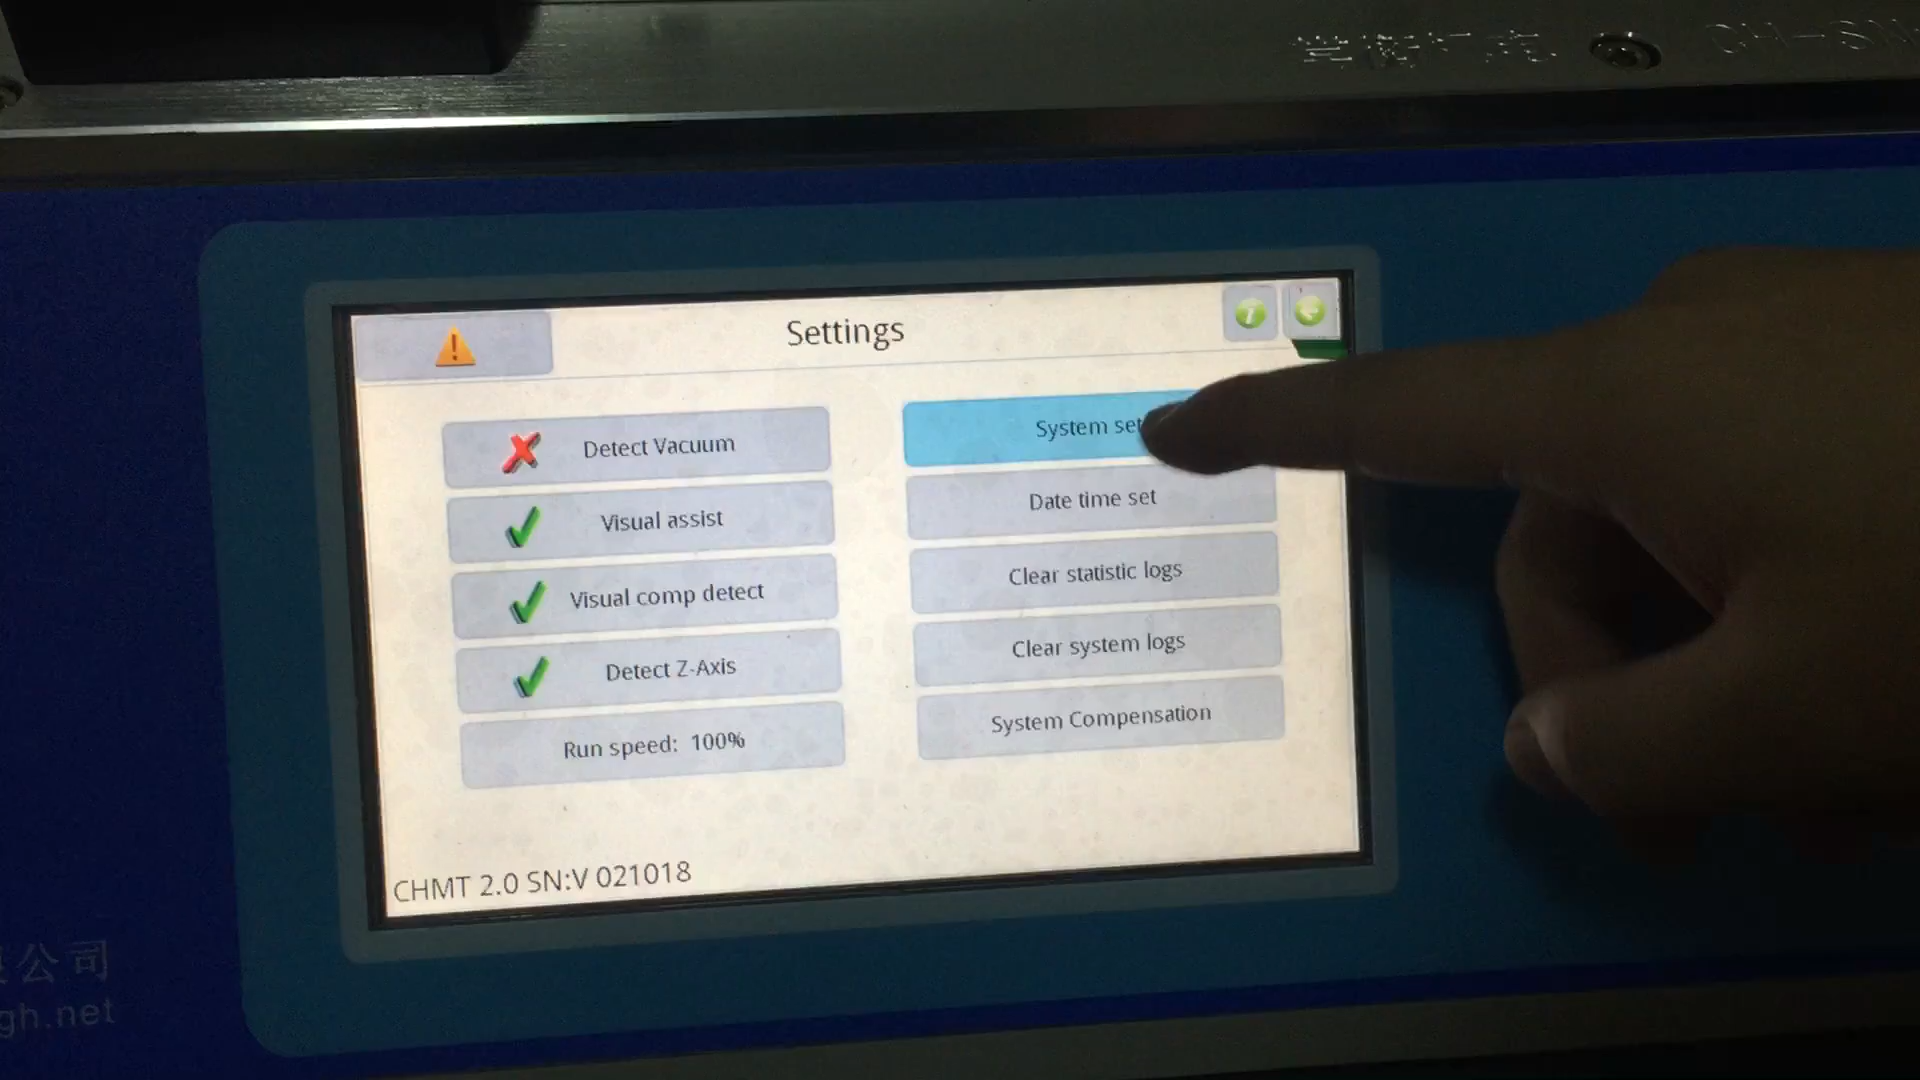 Settings
Detect Vacuum
System set
Visual assist
Date time set
Visual comp detect
Clear statistic logs
Detect Z-Axis
Clear system logs
Run speed: 100%
System Compensation
CHMT 2.0 SN:V 021018
公司
gh.net